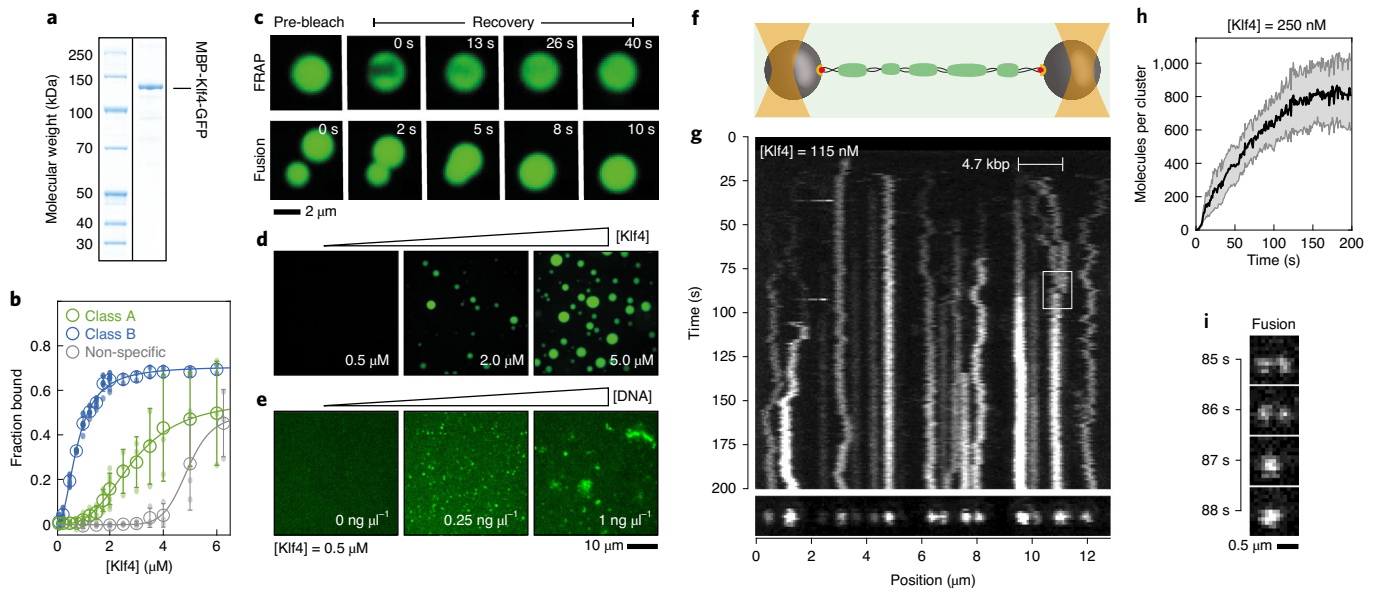 a
Molecular weight (kDa)
250
150
100
70
50
40
30
MBP-Klf4-GFP
b
Class A
Class B
Non-specific
Fraction bound
0.8
0.6
0.4
0.2
0
0 2 4 6
[Klf4] (μM)
c
Pre-bleach
Recovery
FRAP
0 s
13 s
26 s
40 s
Fusion
0 s
2 s
5 s
8 s
10 s
2 μm
d
[Klf4]
0.5 μM
2.0 μM
5.0 μM
e
[DNA]
0 ng μl⁻¹
0.25 ng μl⁻¹
1 ng μl⁻¹
[Klf4] = 0.5 μM
10 μm
f
g
[Klf4] = 115 nM
4.7 kbp
Time (s)
0
25
50
75
100
125
150
175
200
0 2 4 6 8 10 12
Position (μm)
h
[Klf4] = 250 nM
Molecules per cluster
1,000
800
600
400
200
0
0 50 100 150 200
Time (s)
i
Fusion
85 s
86 s
87 s
88 s
0.5 μm